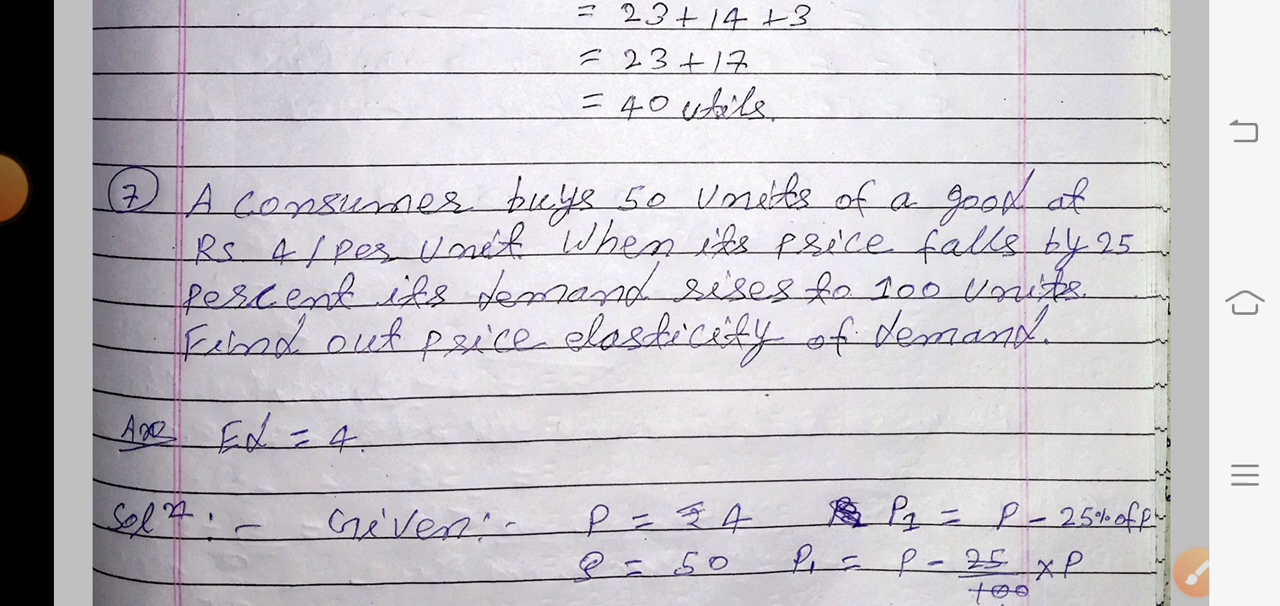 = 23 + 14 + 3
= 23 + 17
= 40 utils.
7 A consumer buys 50 units of a good at
Rs 4/per unit. When its price falls by 25
percent its demand rises to 100 units.
Find out price elasticity of demand.
Ans Ed = 4.
Solⁿ :- Given:- P = ₹ 4 P₁ = P - 25% of P
Q = 50 P₁ = P - 25/100 × P